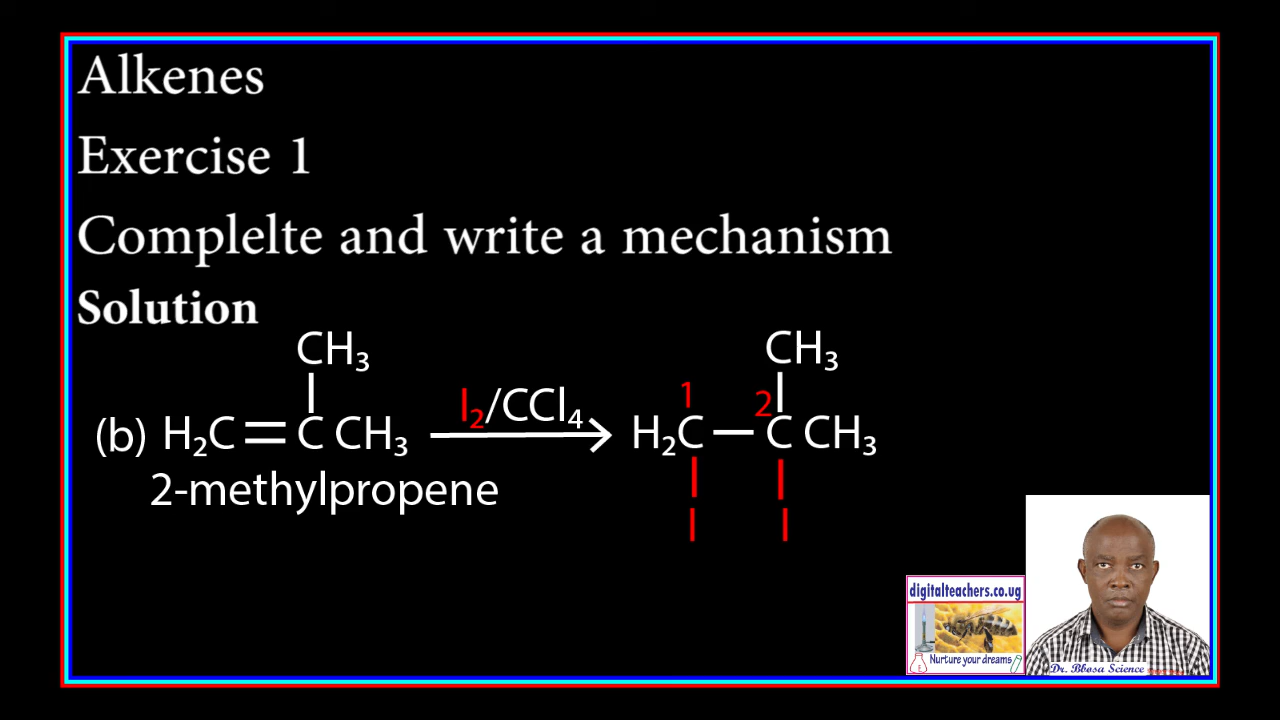 Alkenes
Exercise 1
Complelte and write a mechanism
Solution
CH₃ CH₃
I₂/CCl₄ 1 2
(b) H₂C = C CH₃ → H₂C — C CH₃
2-methylpropene
I I
digitalteachers.co.ug
Nurture your dreams
Dr. Bbosa Science